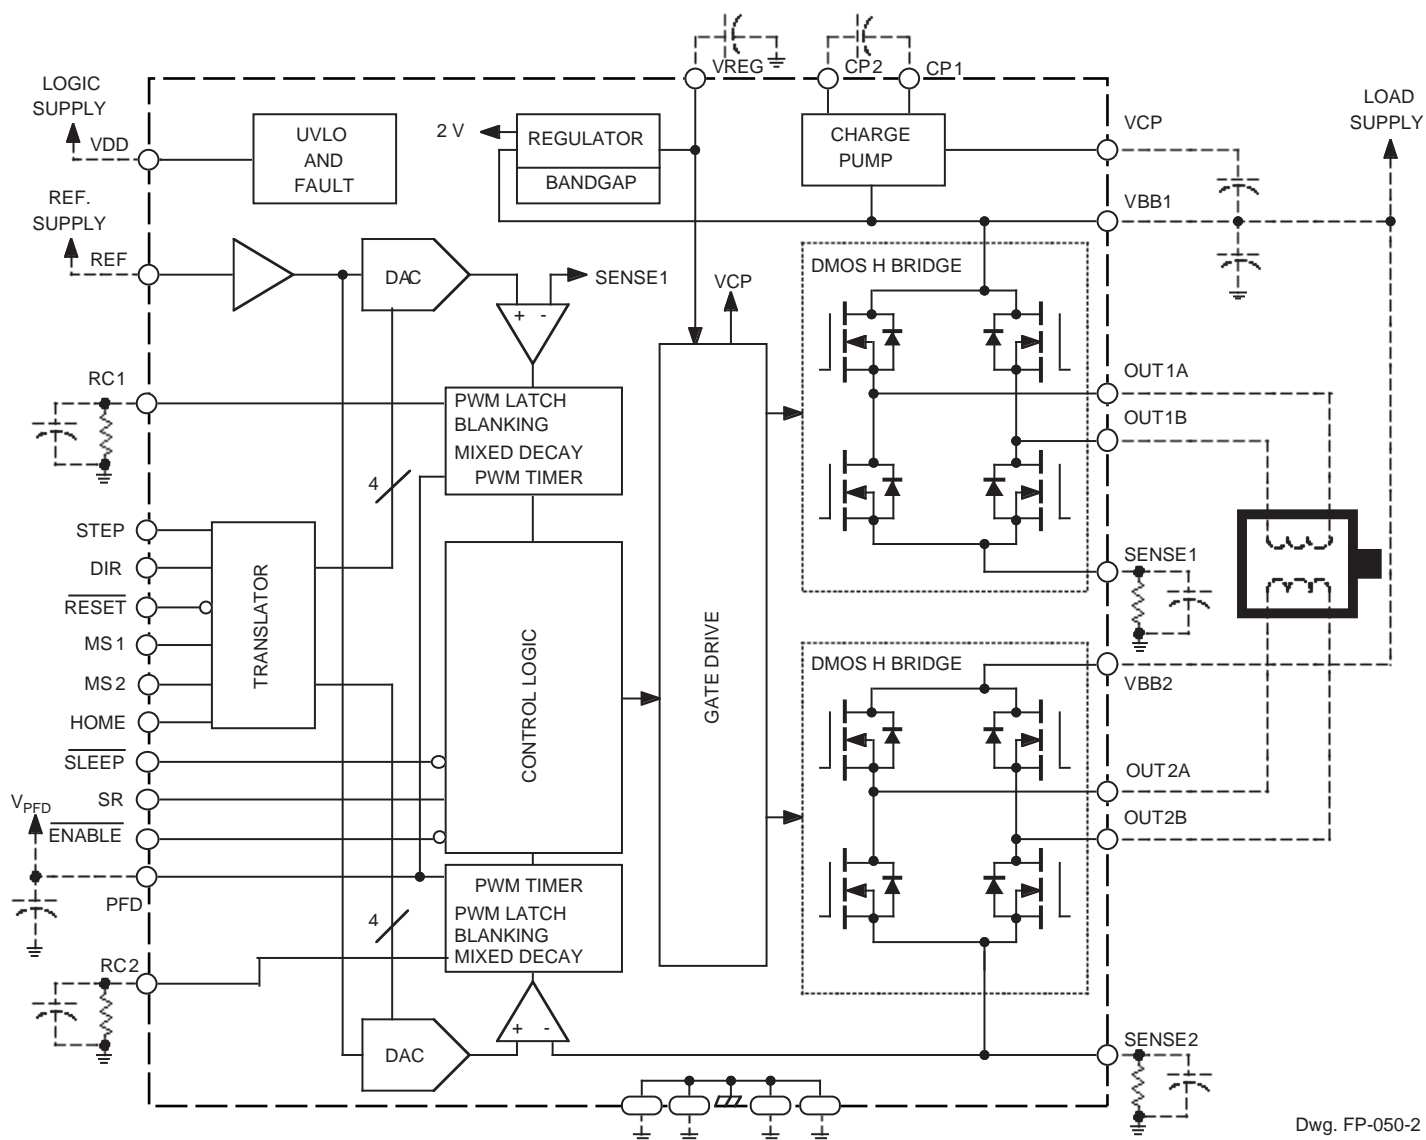 VREG
CP2
CP1
LOGIC
SUPPLY
VDD
UVLO
AND
FAULT
2 V
REGULATOR
BANDGAP
CHARGE
PUMP
VCP
LOAD
SUPPLY
REF.
SUPPLY
REF
VBB1
DAC
SENSE1
+ -
VCP
DMOS H BRIDGE
RC1
PWM LATCH
BLANKING
MIXED DECAY
PWM TIMER
4
OUT1A
OUT1B
STEP
DIR
RESET
MS1
MS2
HOME
TRANSLATOR
CONTROL LOGIC
GATE DRIVE
SENSE1
DMOS H BRIDGE
VBB2
SLEEP
SR
VPFD
ENABLE
PFD
OUT2A
OUT2B
PWM TIMER
PWM LATCH
BLANKING
MIXED DECAY
4
RC2
+ -
DAC
SENSE2
Dwg. FP-050-2